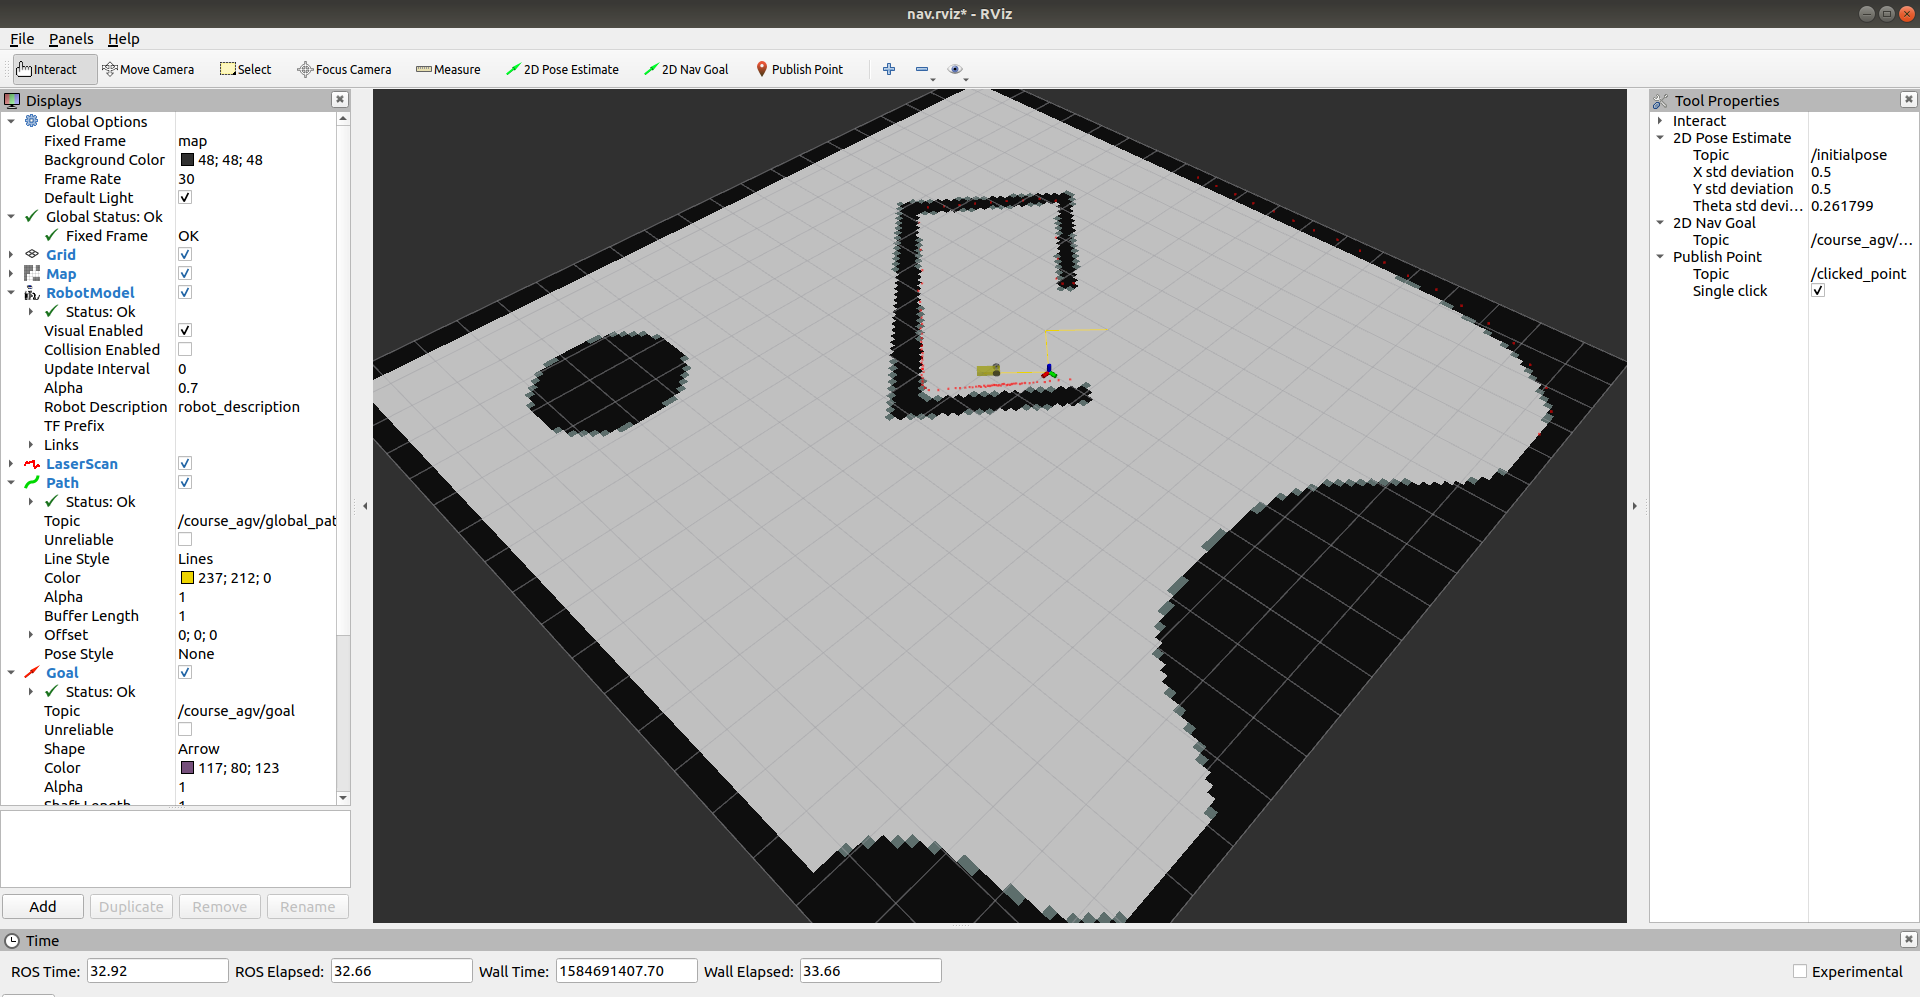 nav.rviz* - RViz
File Panels Help
Interact Move Camera Select Focus Camera Measure 2D Pose Estimate 2D Nav Goal Publish Point
Displays
Global Options
Fixed Frame map
Background Color 48; 48; 48
Frame Rate 30
Default Light
Global Status: Ok
Fixed Frame OK
Grid
Map
RobotModel
Status: Ok
Visual Enabled
Collision Enabled
Update Interval 0
Alpha 0.7
Robot Description robot_description
TF Prefix
Links
LaserScan
Path
Status: Ok
Topic /course_agv/global_pat
Unreliable
Line Style Lines
Color 237; 212; 0
Alpha 1
Buffer Length 1
Offset 0; 0; 0
Pose Style None
Goal
Status: Ok
Topic /course_agv/goal
Unreliable
Shape Arrow
Color 117; 80; 123
Alpha 1
Shaft Length 1
Add Duplicate Remove Rename
Tool Properties
Interact
2D Pose Estimate
Topic /initialpose
X std deviation 0.5
Y std deviation 0.5
Theta std devi... 0.261799
2D Nav Goal
Topic /course_agv/...
Publish Point
Topic /clicked_point
Single click
Time
ROS Time: 32.92 ROS Elapsed: 32.66 Wall Time: 1584691407.70 Wall Elapsed: 33.66 Experimental